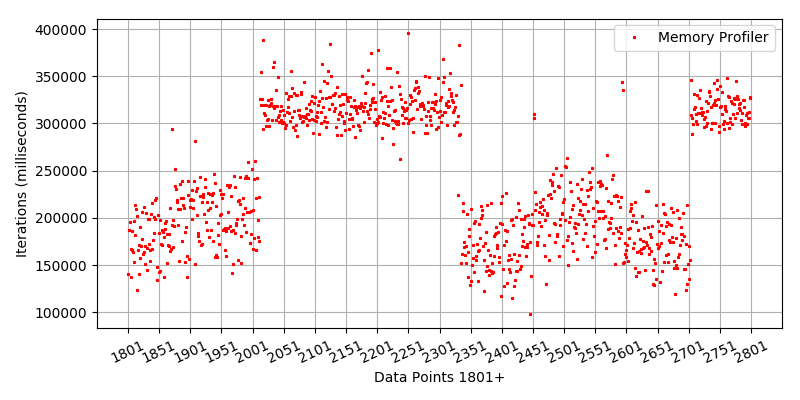 400000
350000
300000
250000
200000
150000
100000
Iterations (milliseconds)
Memory Profiler
1801 1851 1901 1951 2001 2051 2101 2151 2201 2251 2301 2351 2401 2451 2501 2551 2601 2651 2701 2751 2801
Data Points 1801+